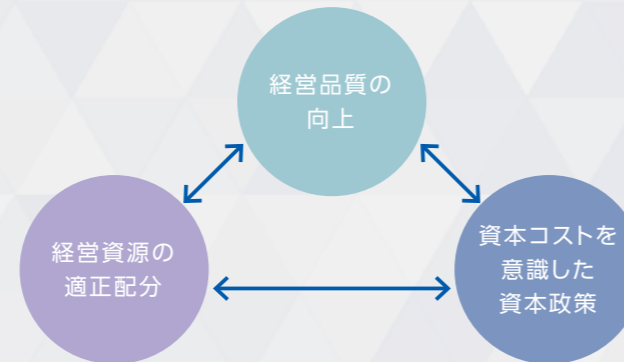 経営品質の
向上
経営資源の
適正配分
資本コストを
意識した
資本政策